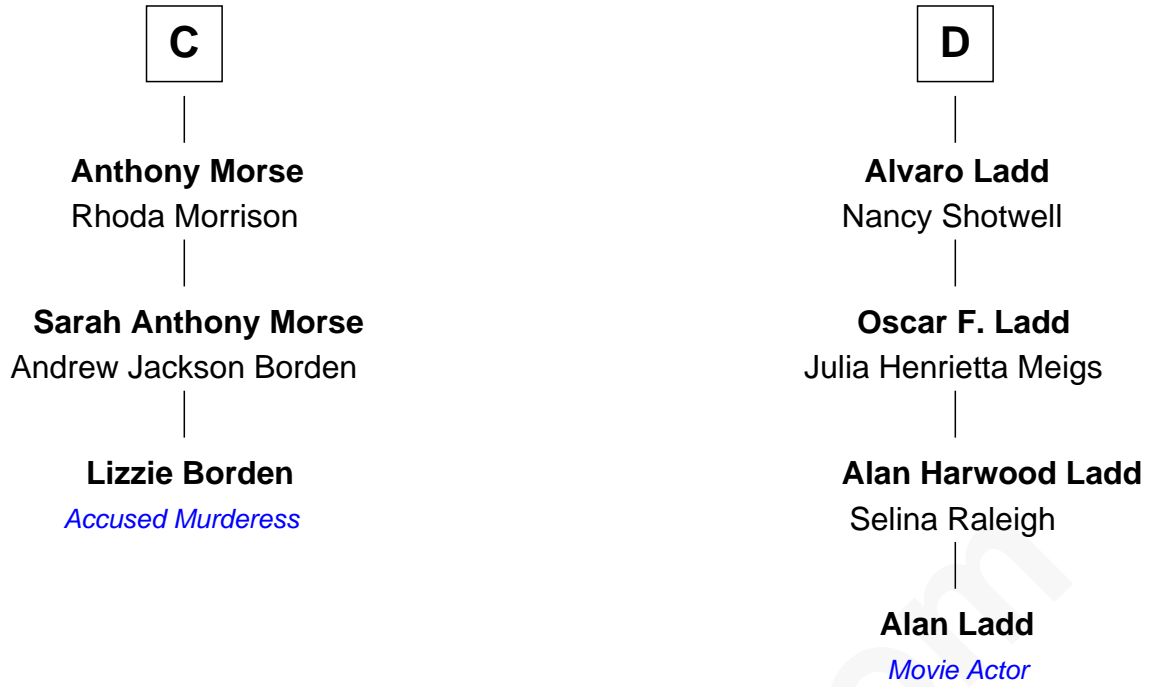 C
Anthony Morse
Rhoda Morrison
Sarah Anthony Morse
Andrew Jackson Borden
Lizzie Borden
Accused Murderess
D
Alvaro Ladd
Nancy Shotwell
Oscar F. Ladd
Julia Henrietta Meigs
Alan Harwood Ladd
Selina Raleigh
Alan Ladd
Movie Actor